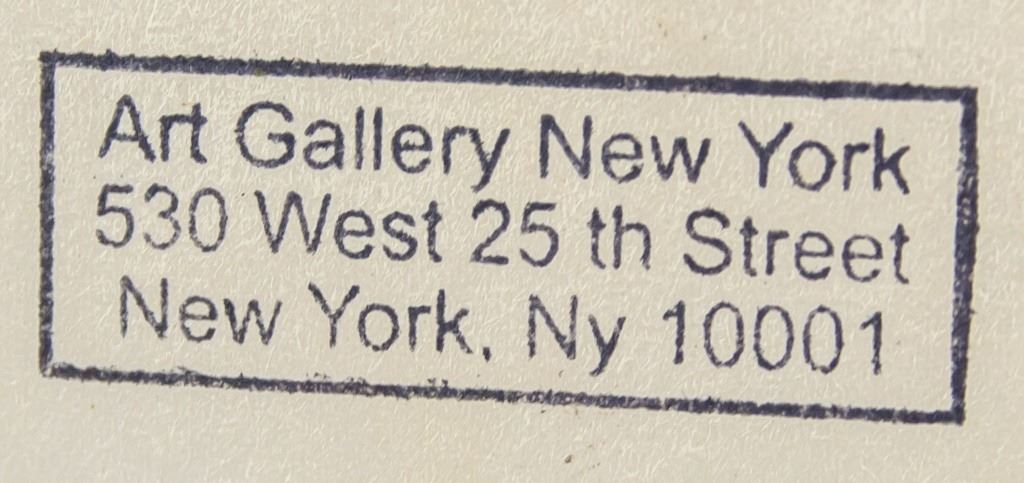 Art Gallery New York
530 West 25 th Street
New York, Ny 10001